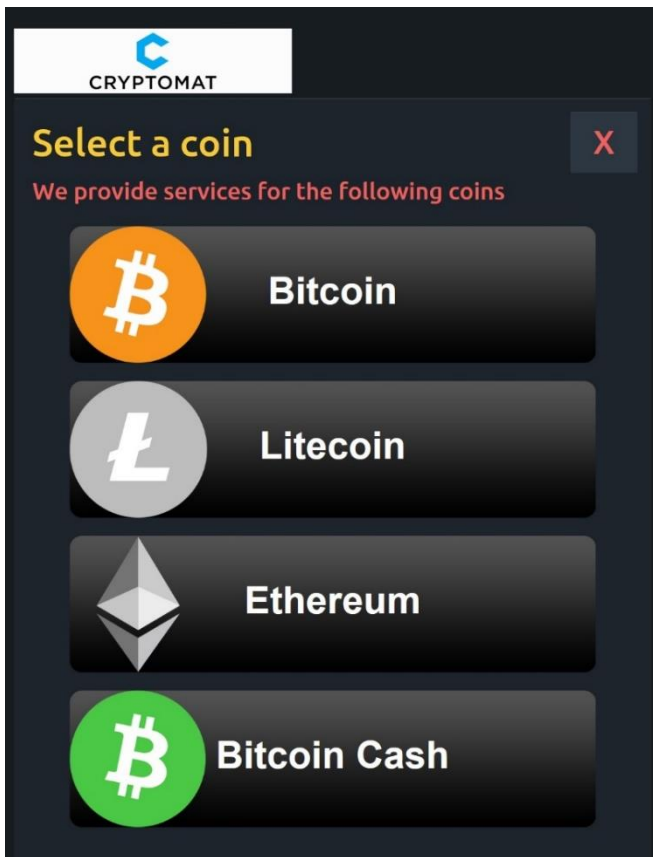 CRYPTOMAT
Select a coin
X
We provide services for the following coins
Bitcoin
Litecoin
Ethereum
Bitcoin Cash